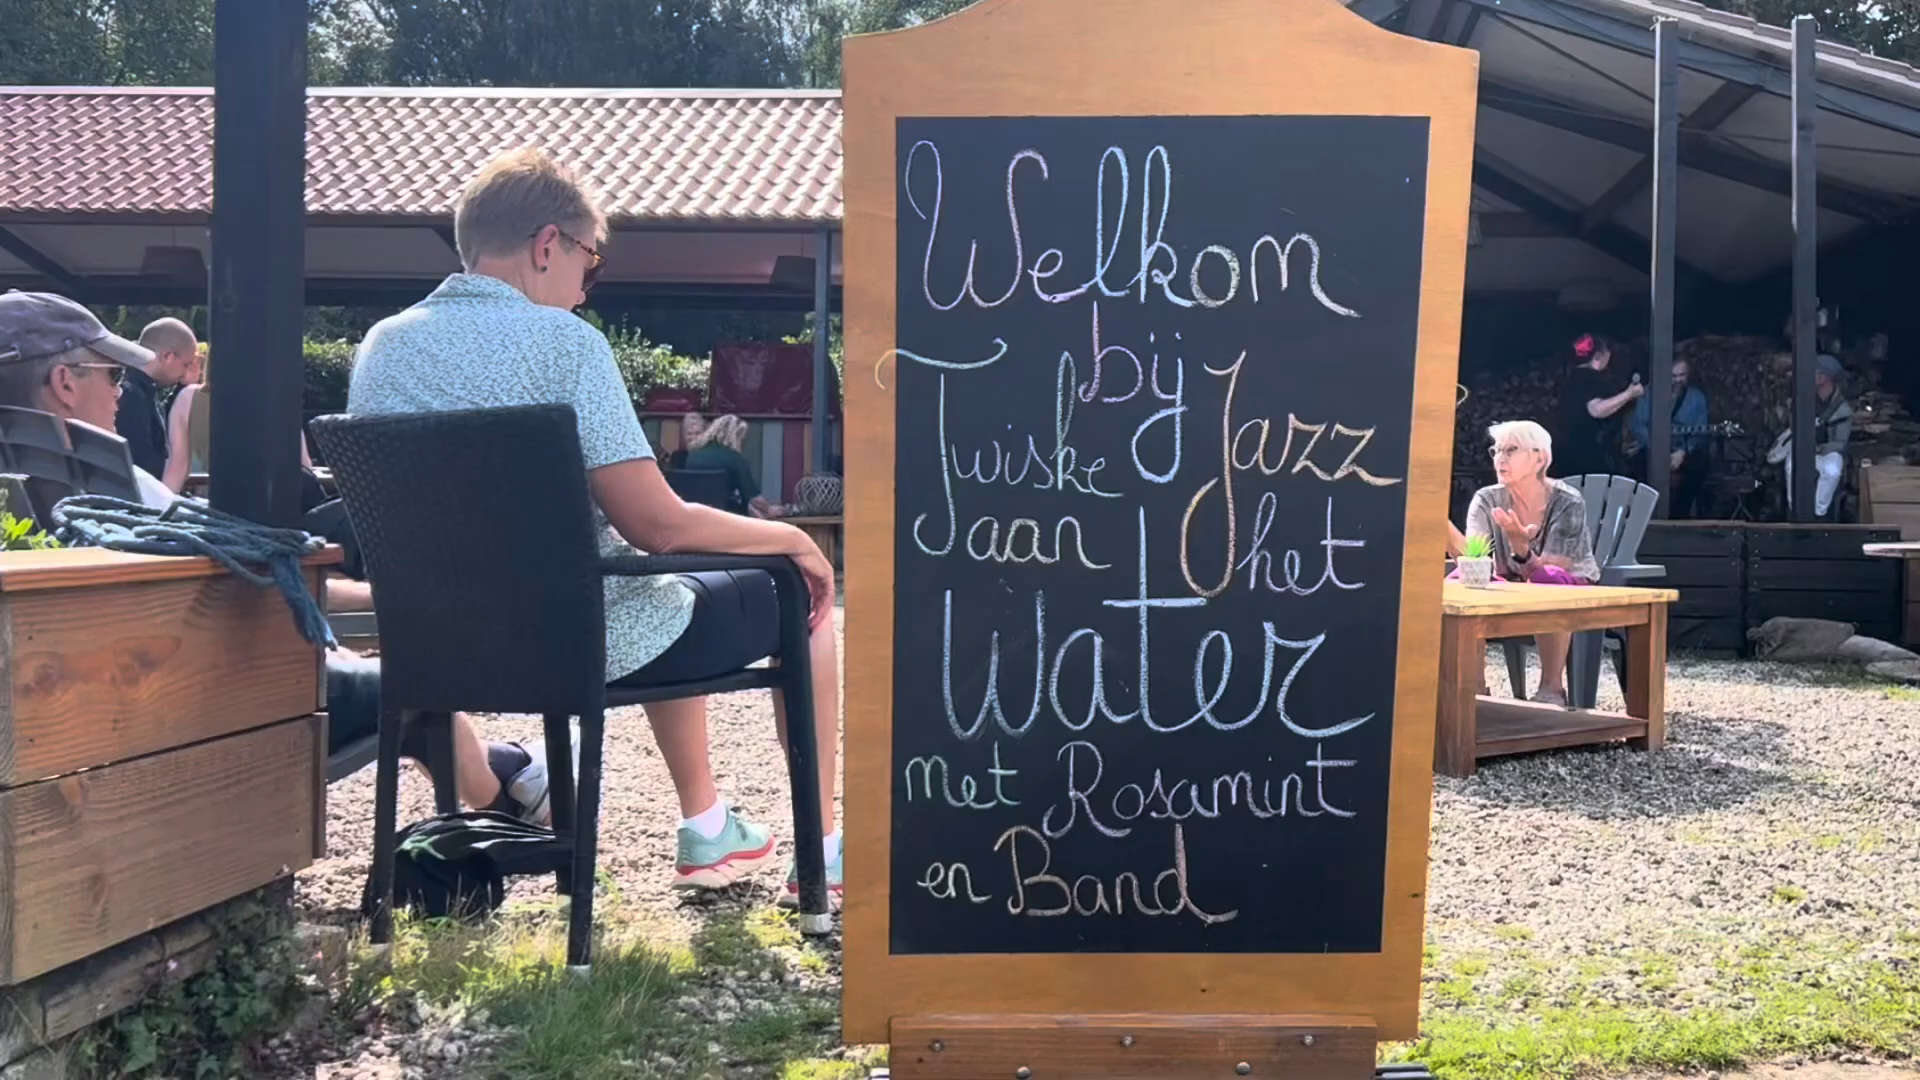 Welkom
bij
Twiske Jazz
aan het
Water
met Rosamint
en Band